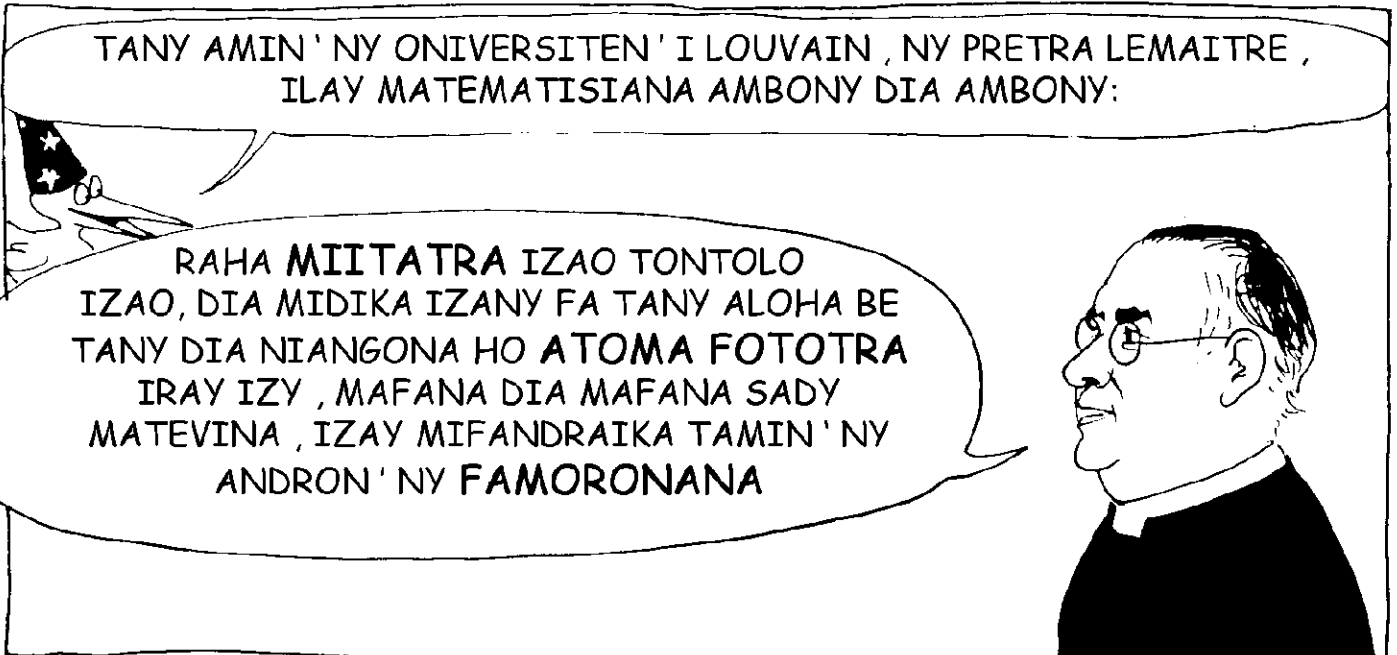 TANY AMIN'NY ONIVERSITEN'I LOUVAIN , NY PRETRA LEMAITRE ,
ILAY MATEMATISIANA AMBONY DIA AMBONY:
RAHA MIITATRA IZAO TONTOLO
IZAO, DIA MIDIKA IZANY FA TANY ALOHA BE
TANY DIA NIANGONA HO ATOMA FOTOTRA
IRAY IZY , MAFANA DIA MAFANA SADY
MATEVINA , IZAY MIFANDRAIKA TAMIN'NY
ANDRON'NY FAMORONANA